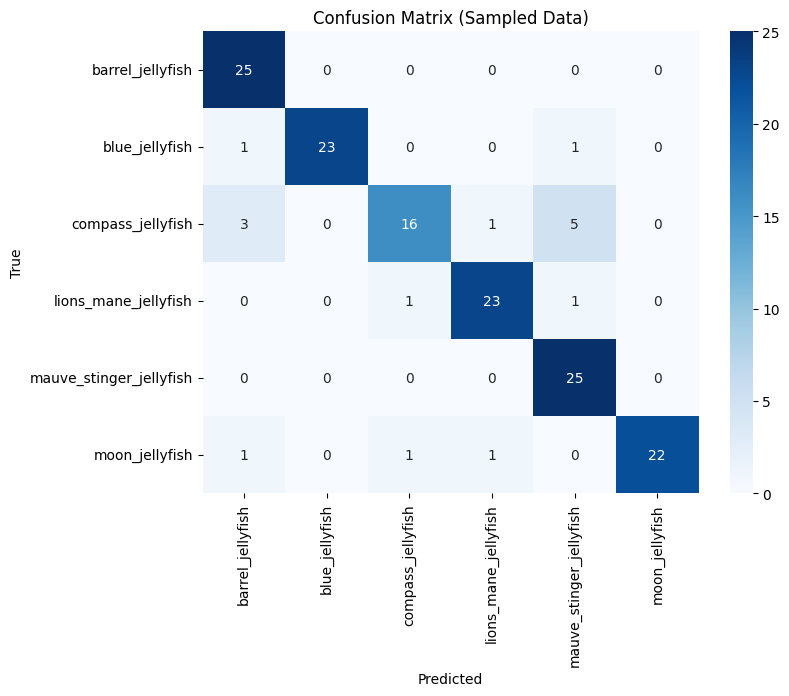 Confusion Matrix (Sampled Data)
True
barrel_jellyfish 25 0 0 0 0 0
blue_jellyfish 1 23 0 0 1 0
compass_jellyfish 3 0 16 1 5 0
lions_mane_jellyfish 0 0 1 23 1 0
mauve_stinger_jellyfish 0 0 0 0 25 0
moon_jellyfish 1 0 1 1 0 22
barrel_jellyfish
blue_jellyfish
compass_jellyfish
lions_mane_jellyfish
mauve_stinger_jellyfish
moon_jellyfish
Predicted
25
20
15
10
5
0